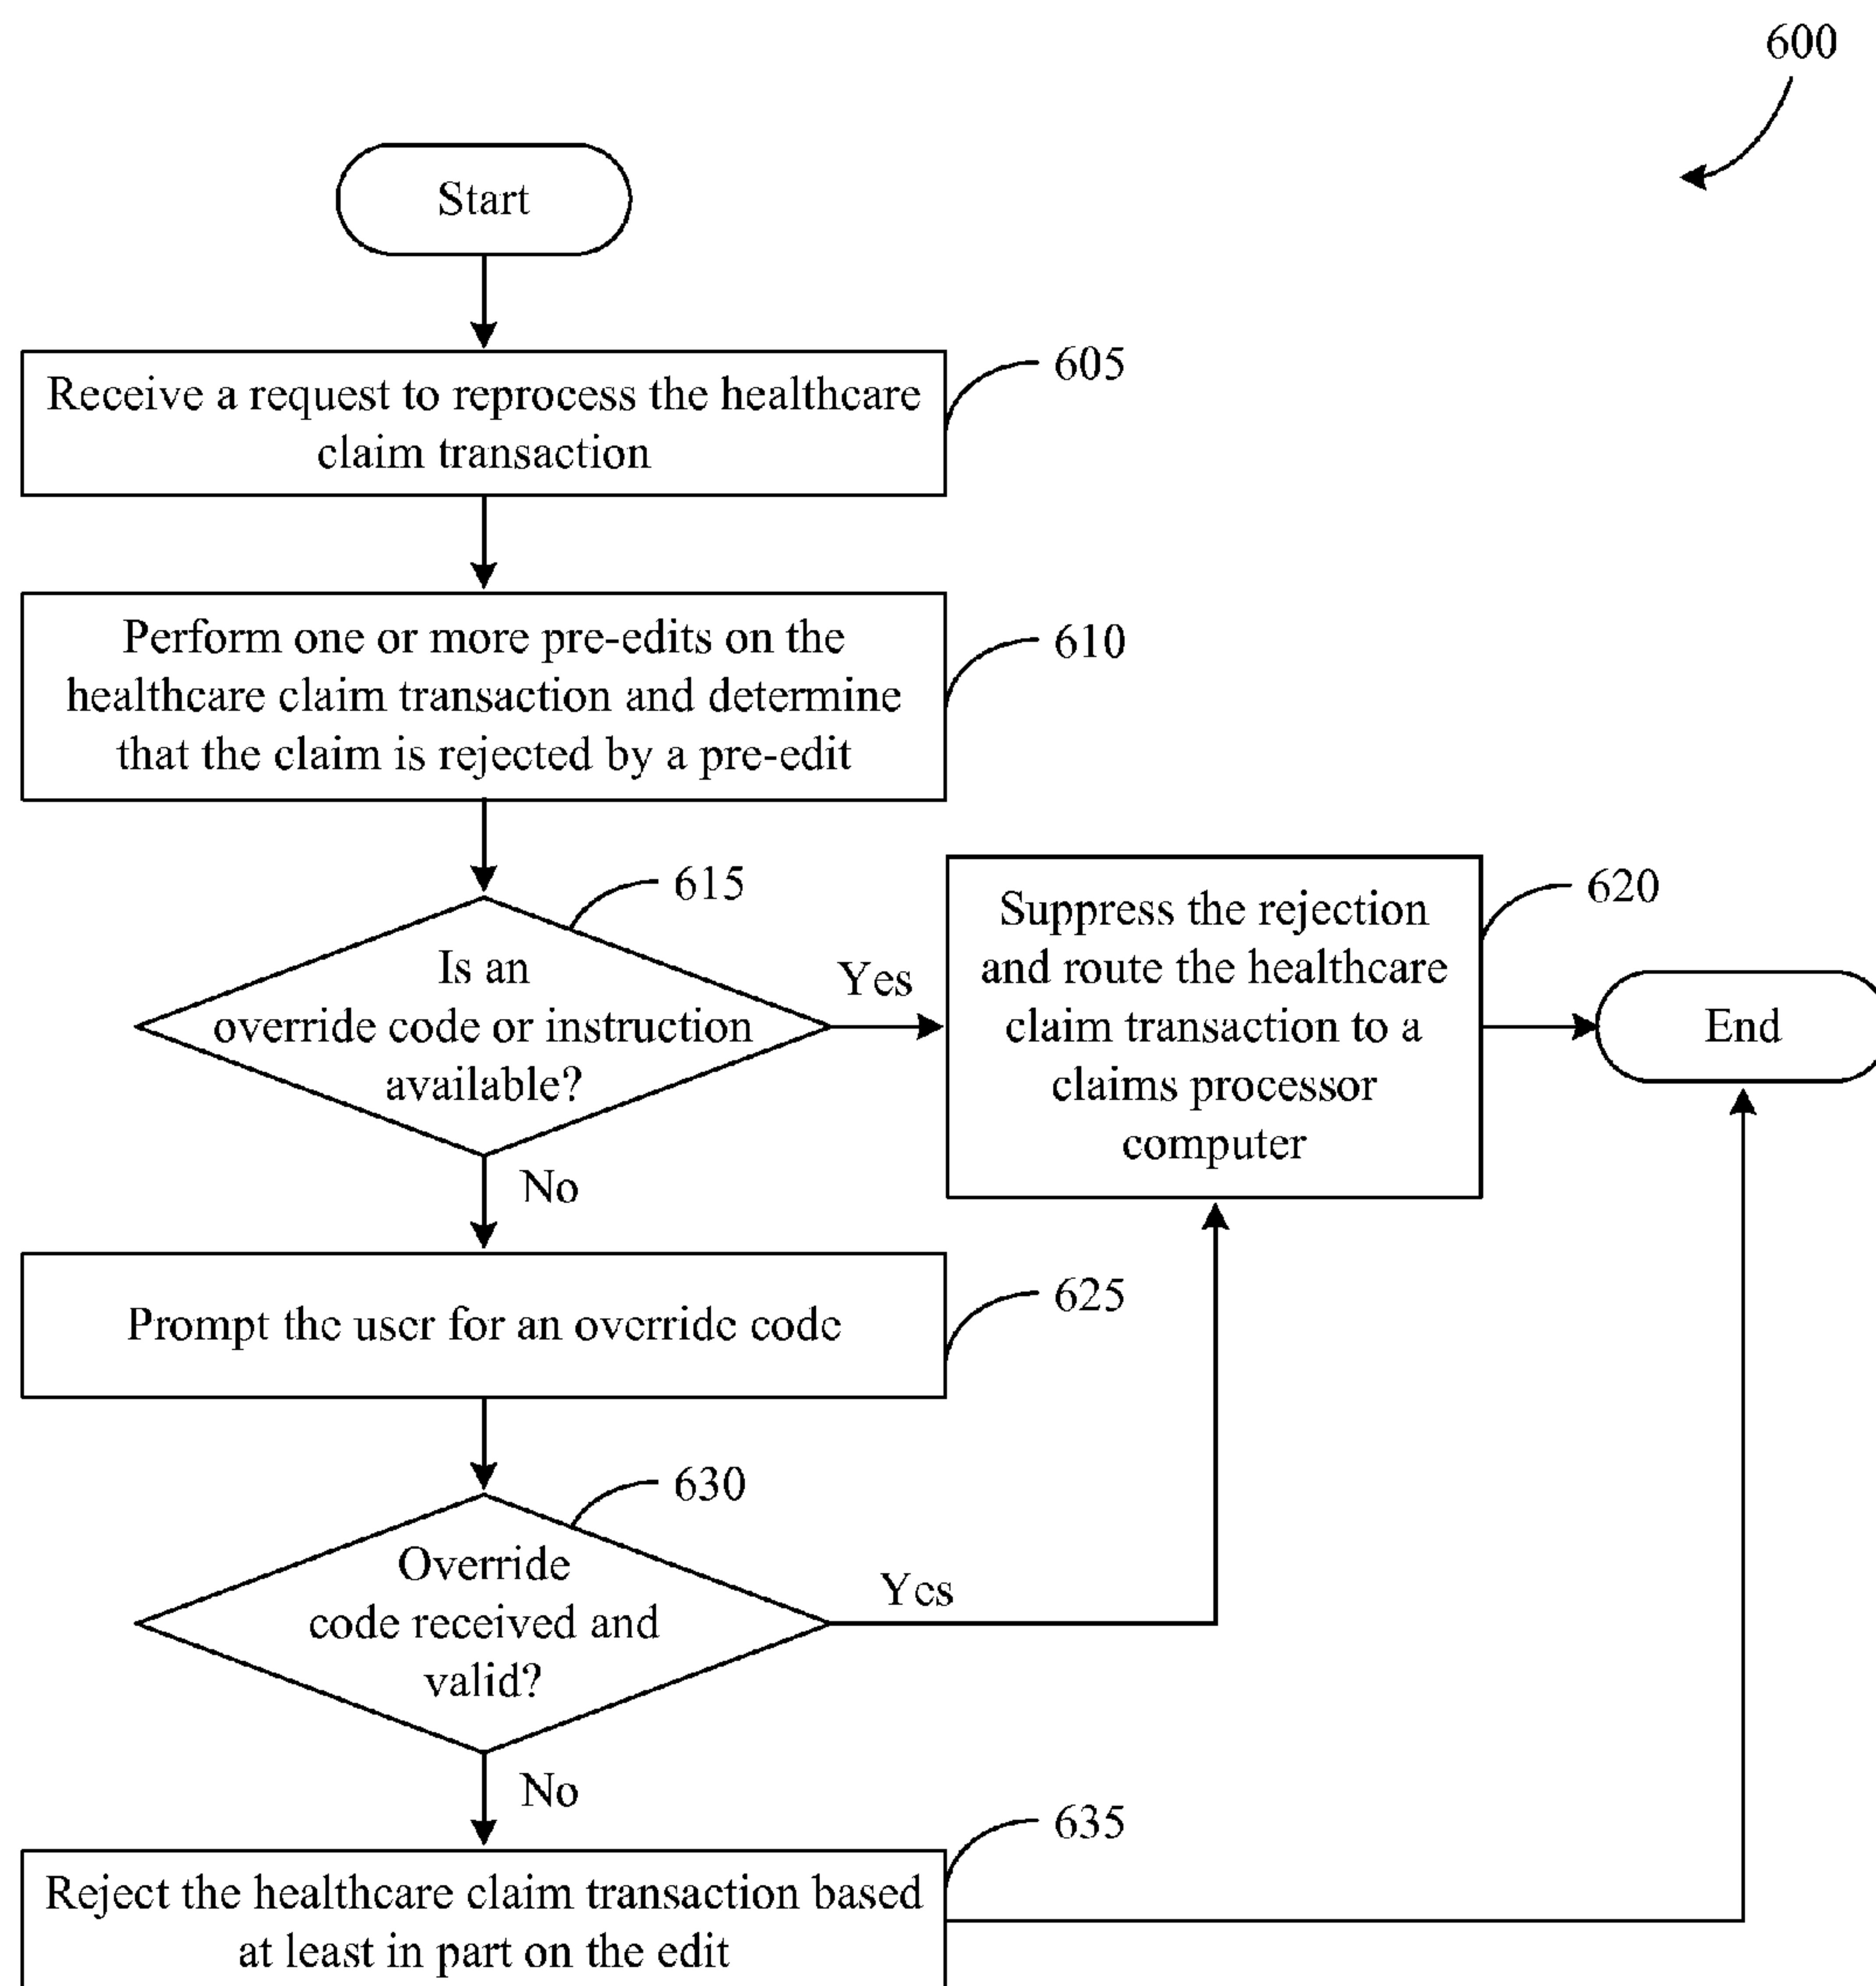 600
Start
605
Receive a request to reprocess the healthcare
claim transaction
610
Perform one or more pre-edits on the
healthcare claim transaction and determine
that the claim is rejected by a pre-edit
615
Is an
override code or instruction
available?
Yes
620
Suppress the rejection
and route the healthcare
claim transaction to a
claims processor
computer
End
No
625
Prompt the user for an override code
630
Override
code received and
valid?
Yes
No
635
Reject the healthcare claim transaction based
at least in part on the edit